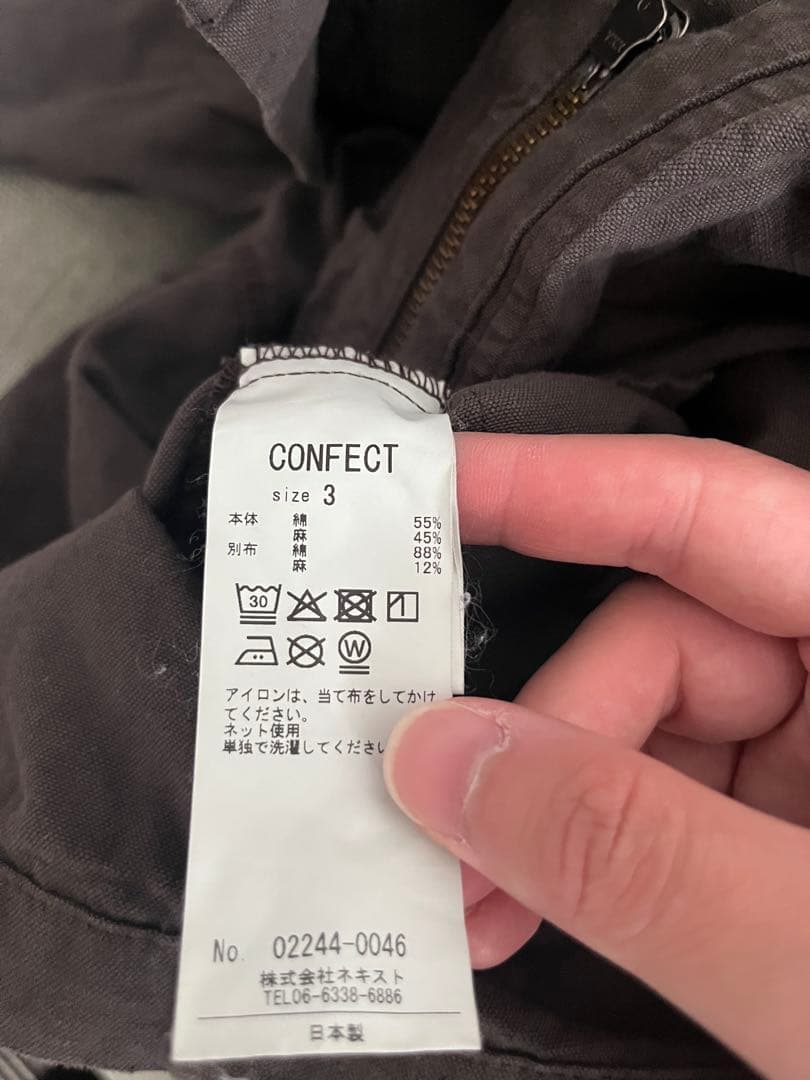 CONFECT
size 3
本体 綿 55%
麻 45%
別布 綿 88%
麻 12%
30
1
W
アイロンは、当て布をしてかけ
てください。
ネット使用
単独で洗濯してください
No. 02244-0046
株式会社ネキスト
TEL06-6338-6886
日本製